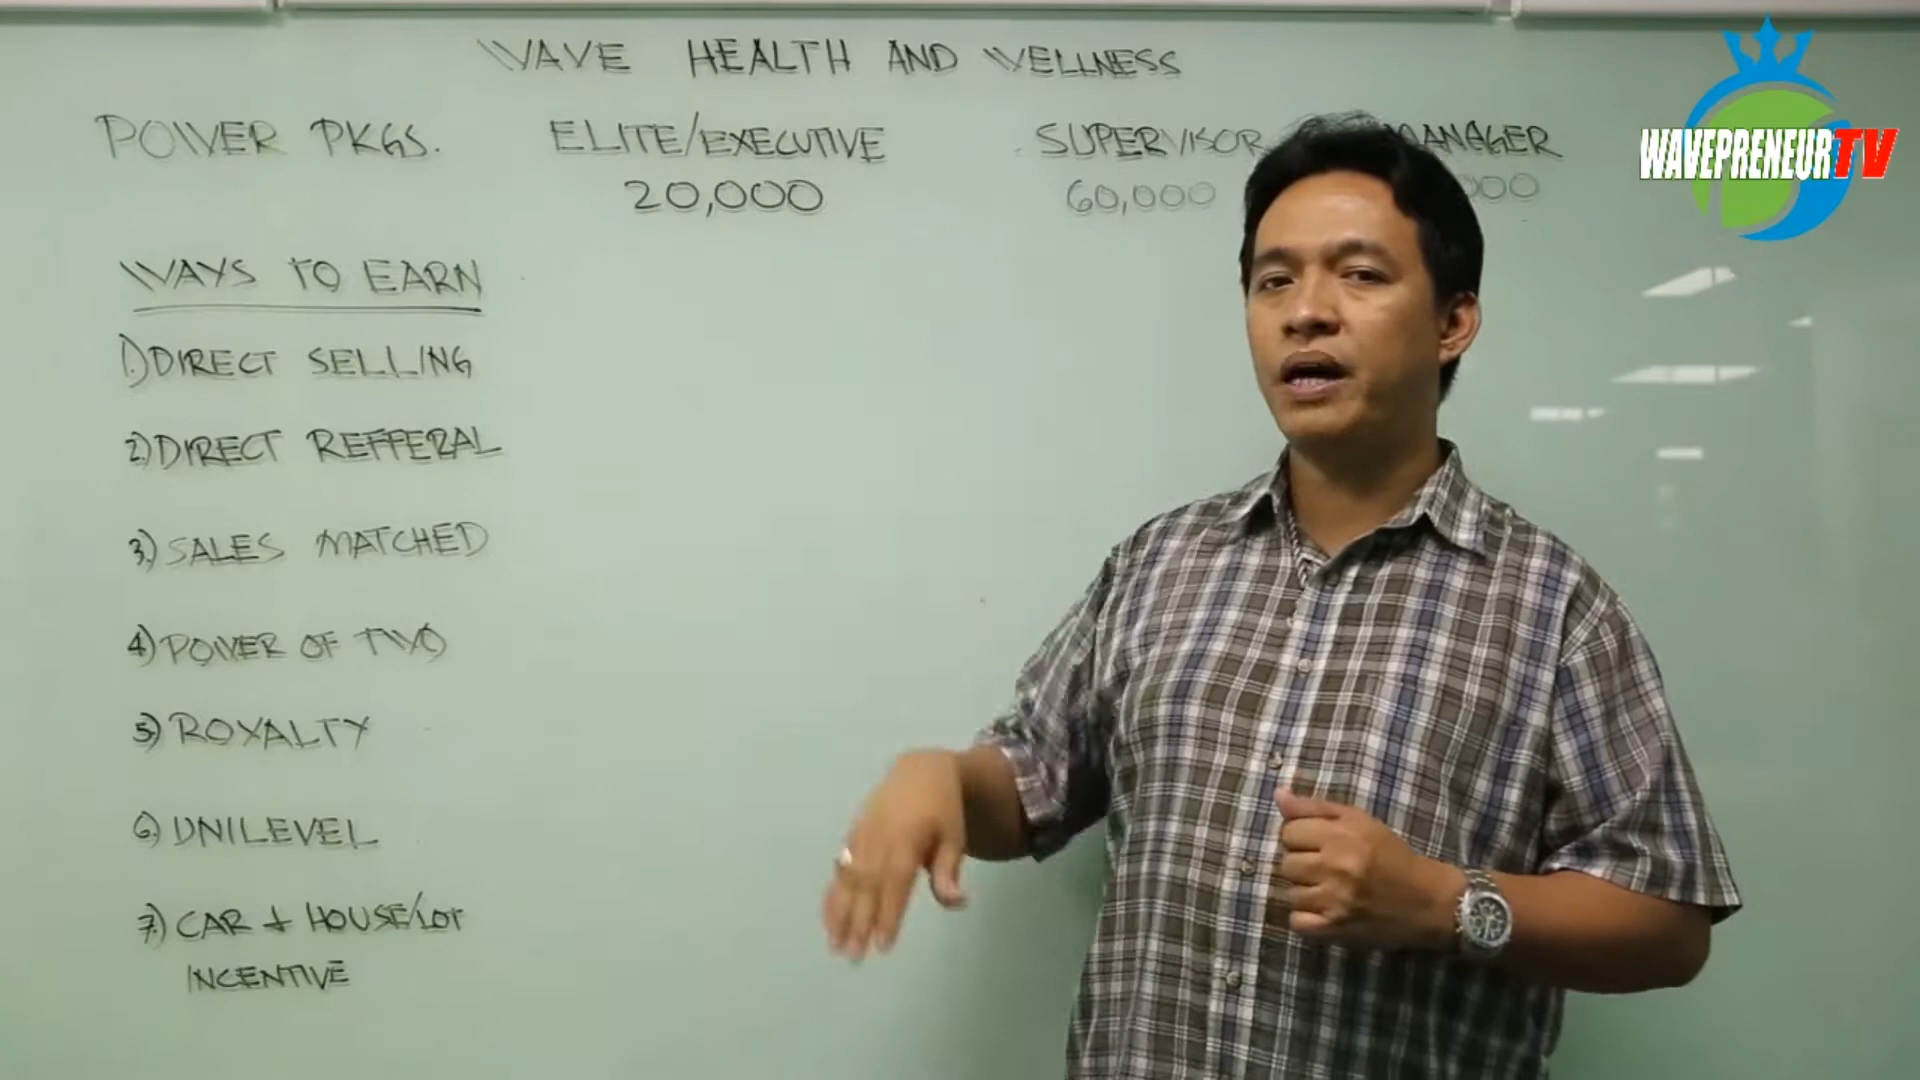 WAVE HEALTH AND WELLNESS
POWER PKGS. ELITE/EXECUTIVE SUPERVISOR MANAGER
20,000 60,000
WAYS TO EARN
1.) DIRECT SELLING
2.) DIRECT REFFERAL
3.) SALES MATCHED
4.) POWER OF TWO
5.) ROYALTY
6.) UNILEVEL
7.) CAR + HOUSE/LOT
INCENTIVE
WAVEPRENEURTV